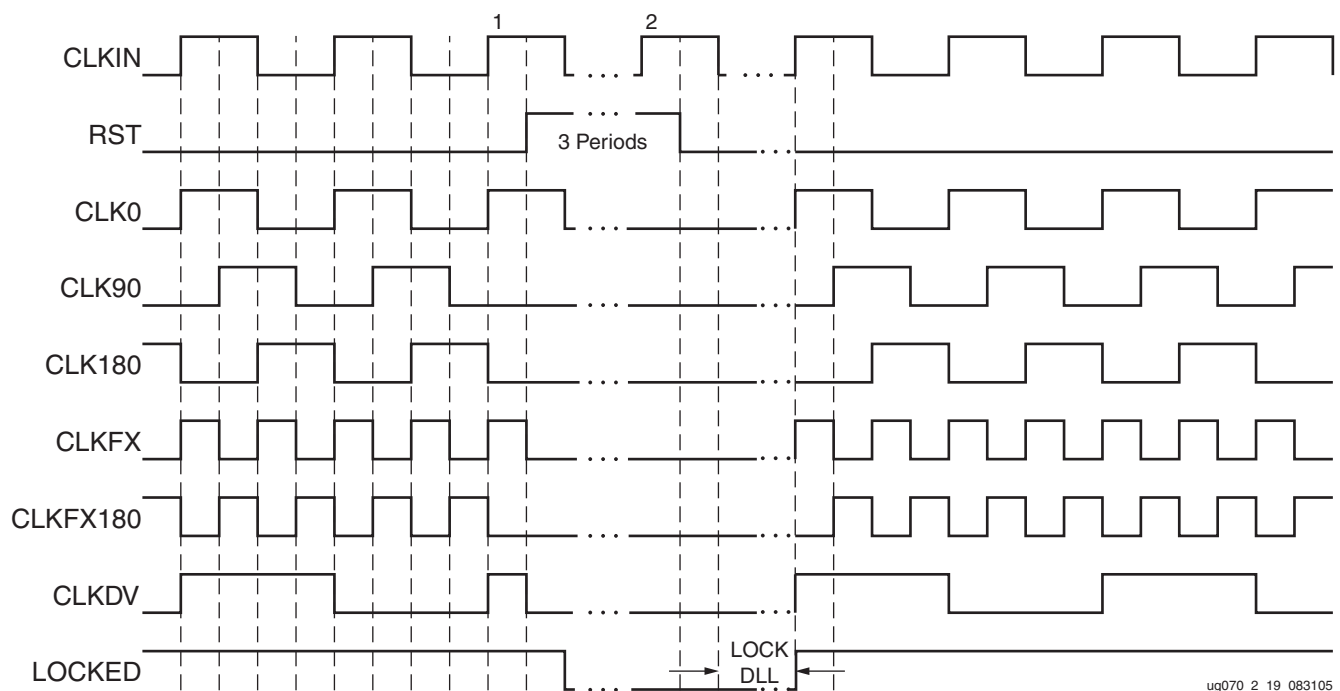 1
2
CLKIN
RST
3 Periods
CLK0
CLK90
CLK180
CLKFX
CLKFX180
CLKDV
LOCKED
LOCK
DLL
ug070_2_19_083105